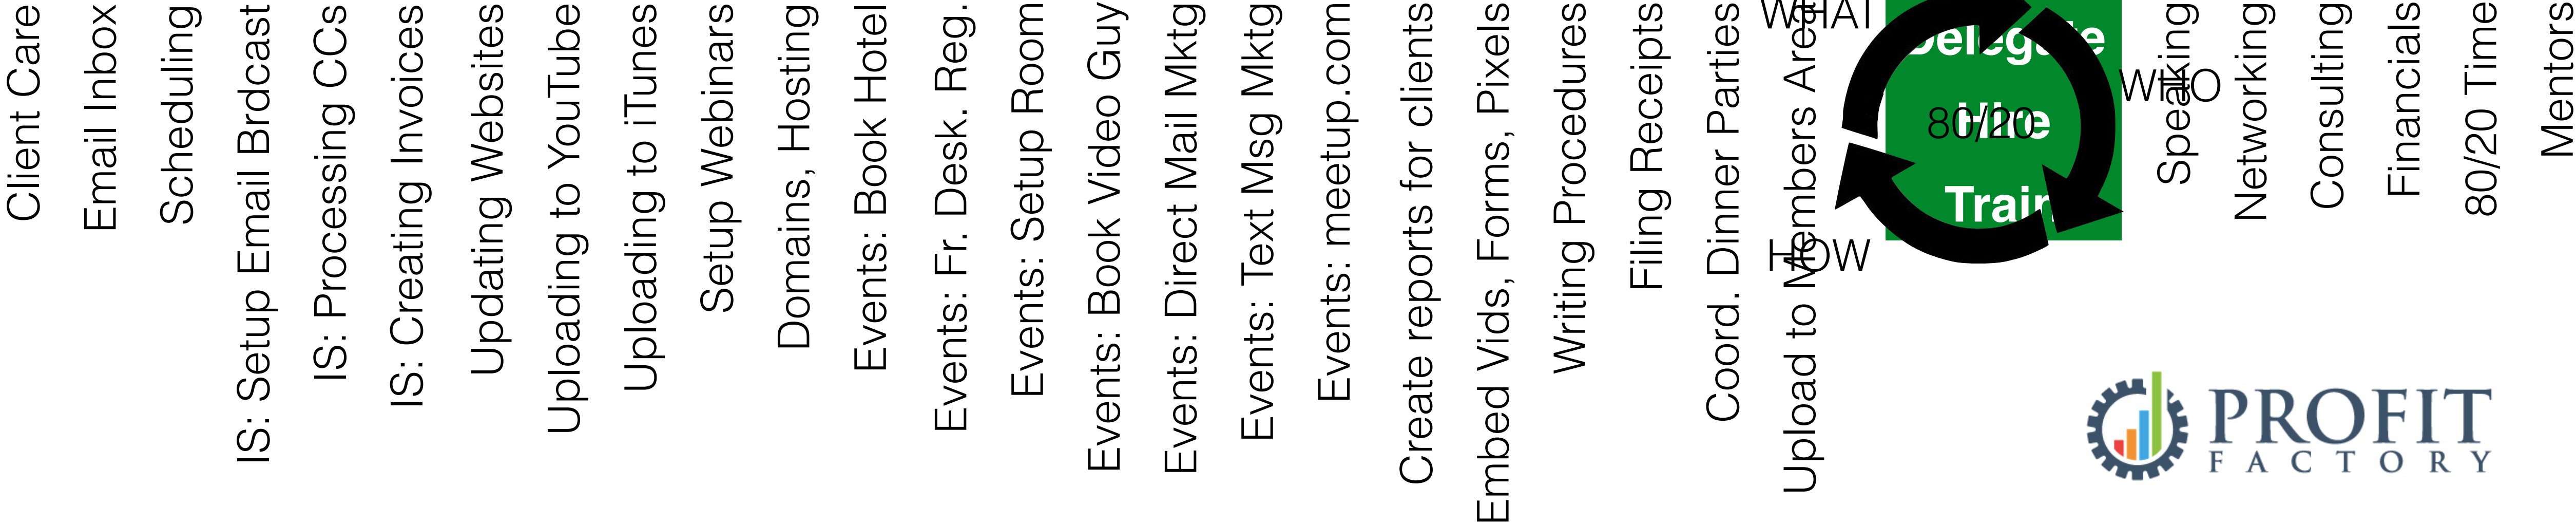 Client Care
Email Inbox
Scheduling
IS: Setup Email Brdcast
IS: Processing CCs
IS: Creating Invoices
Updating Websites
Uploading to YouTube
Uploading to iTunes
Setup Webinars
Domains, Hosting
Events: Book Hotel
Events: Fr. Desk. Reg.
Events: Setup Room
Events: Book Video Guy
Events: Direct Mail Mktg
Events: Text Msg Mktg
Events: meetup.com
Create reports for clients
Embed Vids, Forms, Pixels
Writing Procedures
Filing Receipts
Coord. Dinner Parties
Upload to Members Area
WHAT
Delegate
Hire
80/20
Train
HOW
WHO
Speaking
Networking
Consulting
Financials
80/20 Time
Mentors
PROFIT
FACTORY